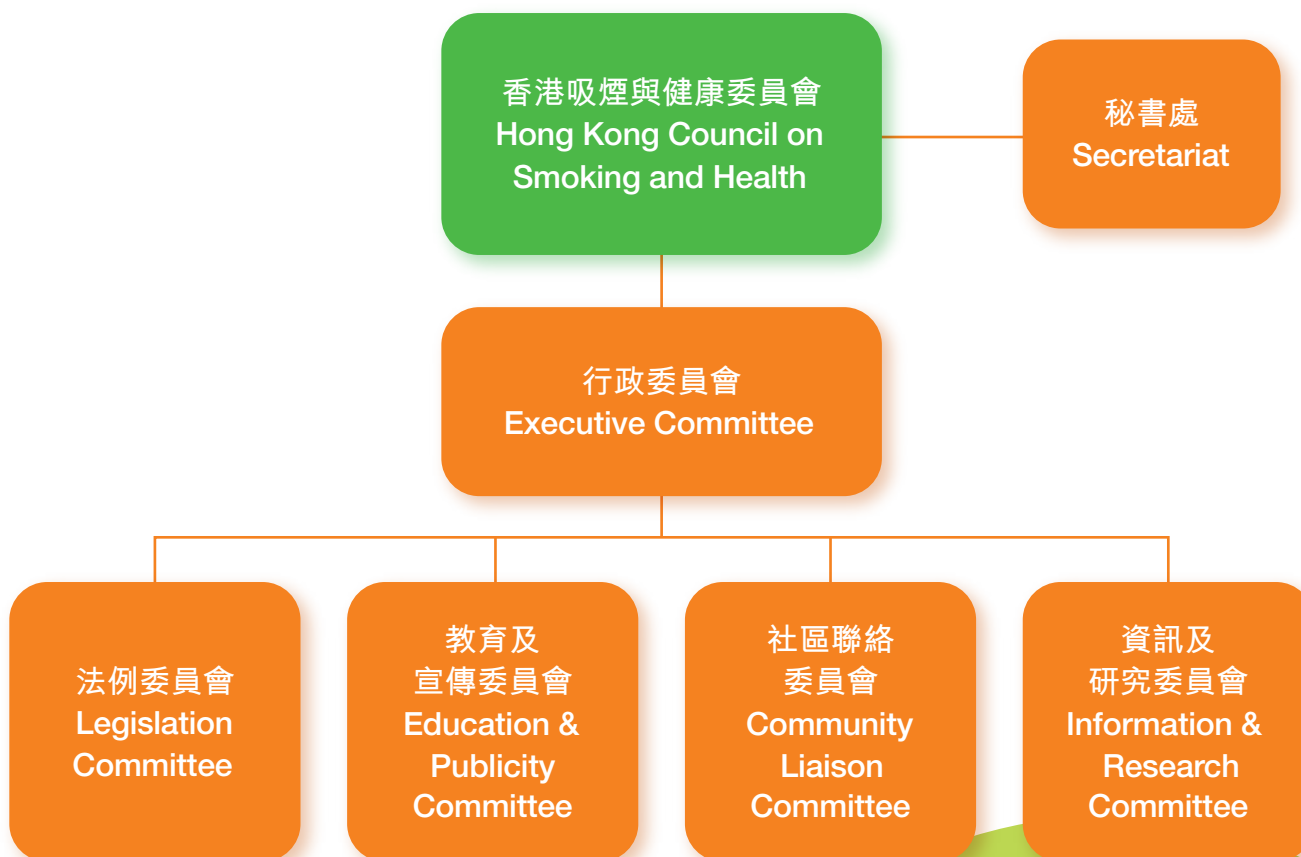 香港吸煙與健康委員會
Hong Kong Council on
Smoking and Health
秘書處
Secretariat
行政委員會
Executive Committee
法例委員會
Legislation
Committee
教育及
宣傳委員會
Education &
Publicity
Committee
社區聯絡
委員會
Community
Liaison
Committee
資訊及
研究委員會
Information &
Research
Committee